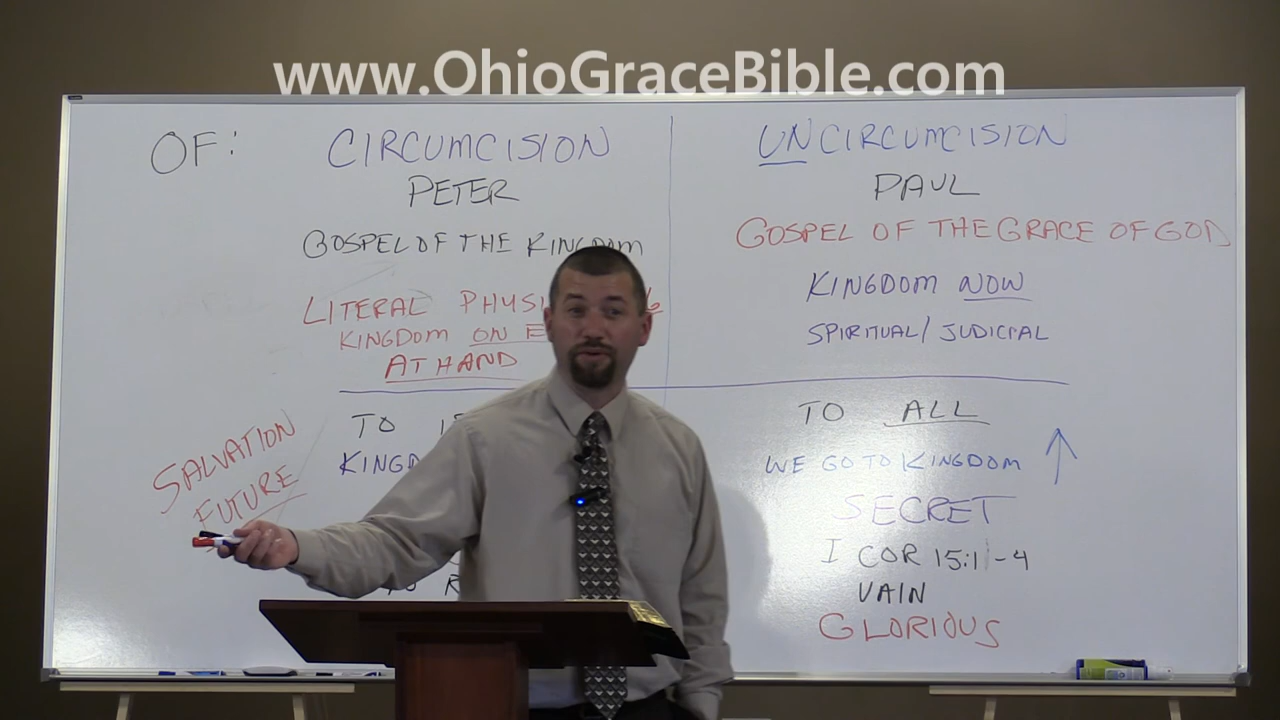 www.OhioGraceBible.com
OF:
CIRCUMCISION
PETER
GOSPEL OF THE KINGDOM
LITERAL
KINGDOM ON
AT HAND
TO
SALVATION
FUTURE
UNCIRCUMCISION
PAUL
GOSPEL OF THE GRACE OF GOD
KINGDOM NOW
SPIRITUAL/JUDICIAL
TO ALL
WE GO TO KINGDOM
SECRET
I COR 15:1-4
VAIN
GLORIOUS